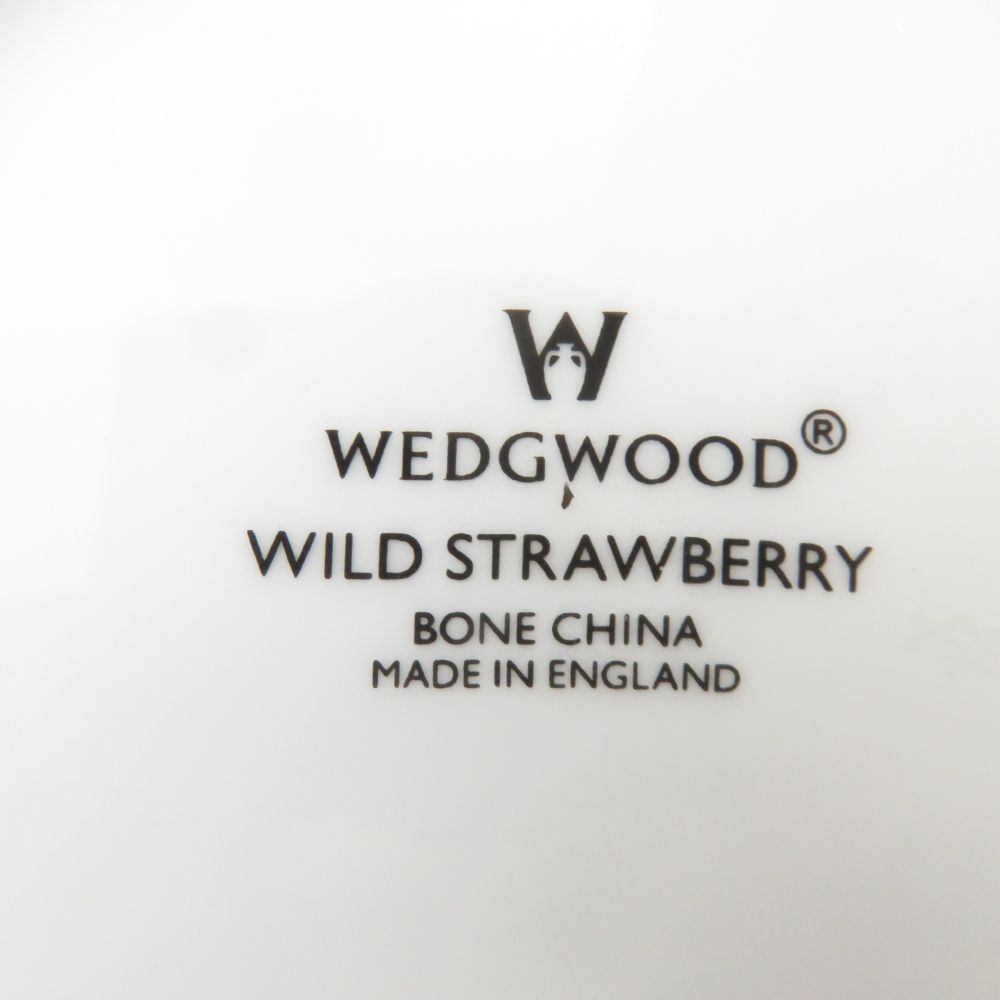 W
WEDGWOOD®
WILD STRAWBERRY
BONE CHINA
MADE IN ENGLAND